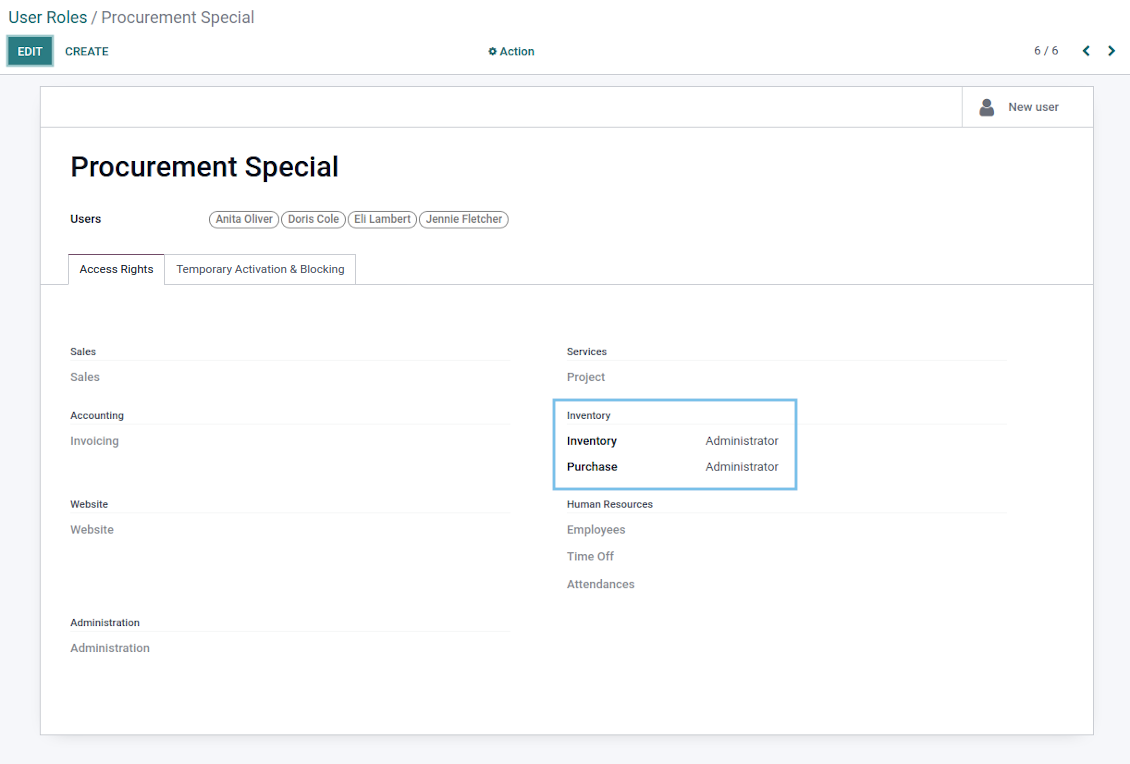 User Roles / Procurement Special
EDIT CREATE Action 6 / 6
New user
Procurement Special
Users Anita Oliver Doris Cole Eli Lambert Jennie Fletcher
Access Rights Temporary Activation & Blocking
Sales Services
Sales Project
Accounting Inventory
Invoicing Inventory Administrator
Purchase Administrator
Website Human Resources
Website Employees
Time Off
Attendances
Administration
Administration